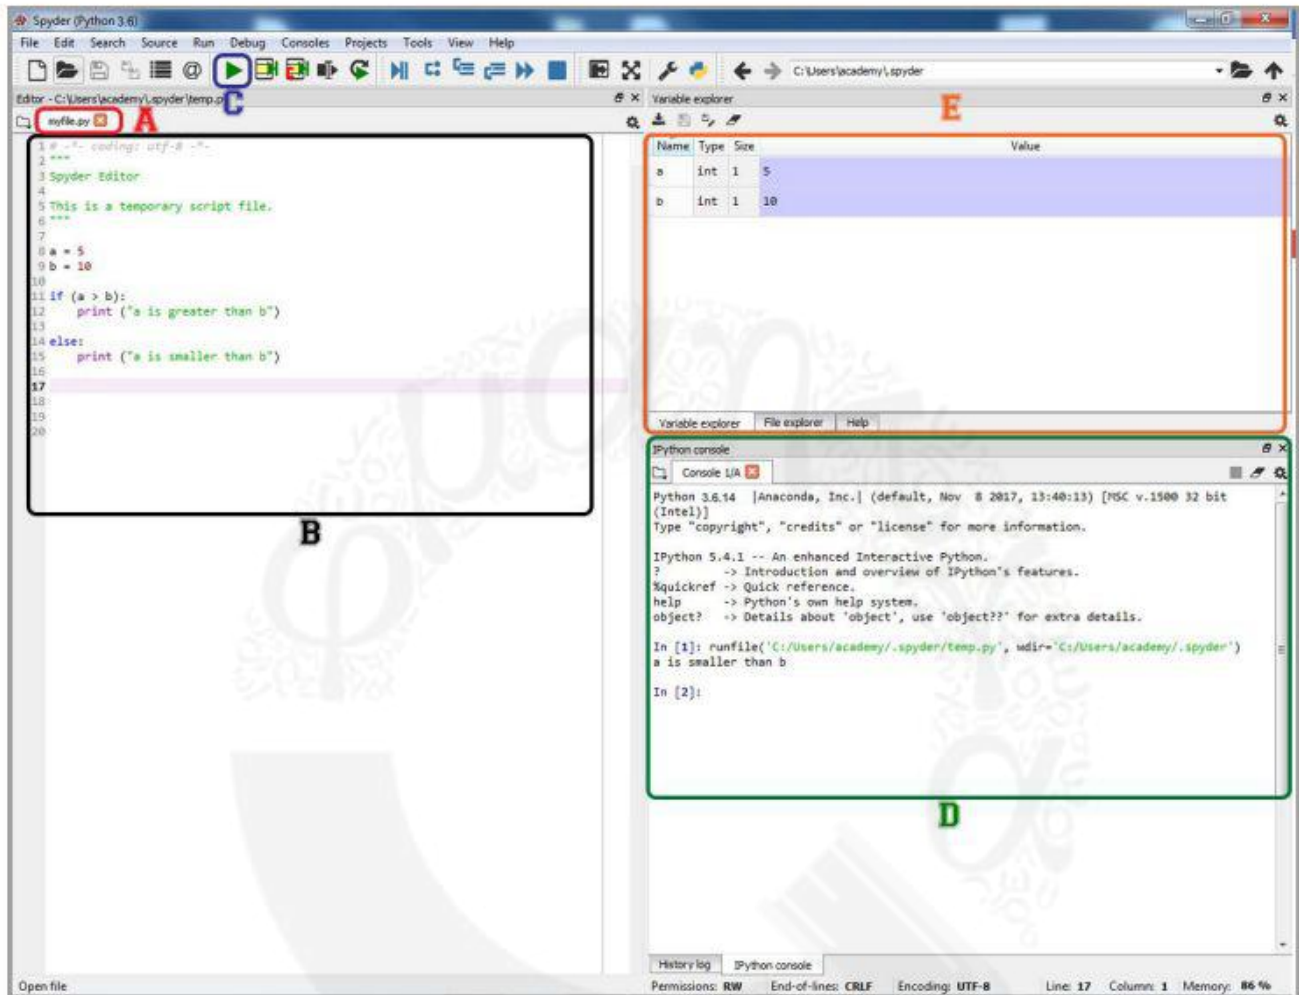 Spyder (Python 3.6)
File Edit Search Source Run Debug Consoles Projects Tools View Help
C:\Users\academy\.spyder
C
Editor - C:\Users\academy\.spyder\temp.p
myfile.py
A
1 # -*- coding: utf-8 -*-
2 """
3 Spyder Editor
4
5 This is a temporary script file.
6 """
7
8 a = 5
9 b = 10
10
11 if (a > b):
12 print ("a is greater than b")
13
14 else:
15 print ("a is smaller than b")
16
17
18
19
20
B
Variable explorer
E
Name Type Size Value
a int 1 5
b int 1 10
Variable explorer File explorer Help
IPython console
Console 1/A
Python 3.6.14 |Anaconda, Inc.| (default, Nov 8 2017, 13:40:13) [MSC v.1500 32 bit
(Intel)]
Type "copyright", "credits" or "license" for more information.
IPython 5.4.1 -- An enhanced Interactive Python.
? -> Introduction and overview of IPython's features.
%quickref -> Quick reference.
help -> Python's own help system.
object? -> Details about 'object', use 'object??' for extra details.
In [1]: runfile('C:/Users/academy/.spyder/temp.py', wdir='C:/Users/academy/.spyder')
a is smaller than b
In [2]:
D
History log IPython console
Open file
Permissions: RW End-of-lines: CRLF Encoding: UTF-8 Line: 17 Column: 1 Memory: 86 %